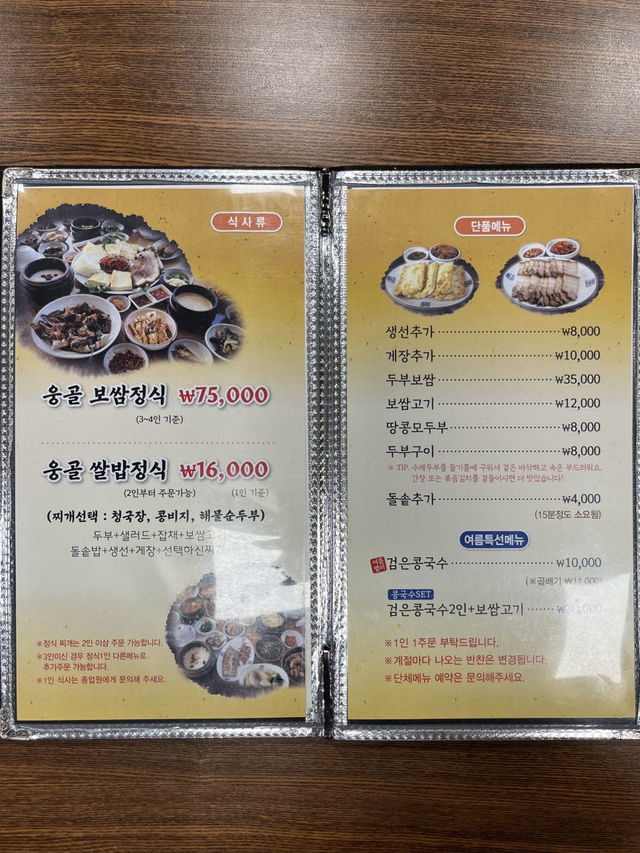 식사류
웅골 보쌈정식 ₩75,000
(3~4인 기준)
웅골 쌀밥정식 ₩16,000
(2인부터 주문가능) (1인 기준)
(찌개선택 : 청국장, 콩비지, 해물순두부)
두부+샐러드+잡채+보쌈고
돌솥밥+생선+게장+선택하신찌
※정식 찌개는 2인 이상 주문 가능합니다.
※3인이신 경우 정식1인 다른메뉴로
추가주문 가능합니다.
※1인 식사는 종업원에게 문의해 주세요.
단품메뉴
생선추가 ₩8,000
게장추가 ₩10,000
두부보쌈 ₩35,000
보쌈고기 ₩12,000
땅콩모두부 ₩8,000
두부구이 ₩8,000
※ TIP. 수제두부를 들기름에 구워서 겉은 바삭하고 속은 부드러워요.
간장 또는 볶음김치를 곁들이시면 더 맛있습니다!
돌솥추가 ₩4,000
(15분정도 소요됨)
여름특선메뉴
여름별미 검은콩국수 ₩10,000
(※곱배기 ₩11,000)
콩국수SET
검은콩국수2인+보쌈고기
※1인 1주문 부탁드립니다.
※계절마다 나오는 반찬은 변경됩니다.
※단체메뉴 예약은 문의해주세요.